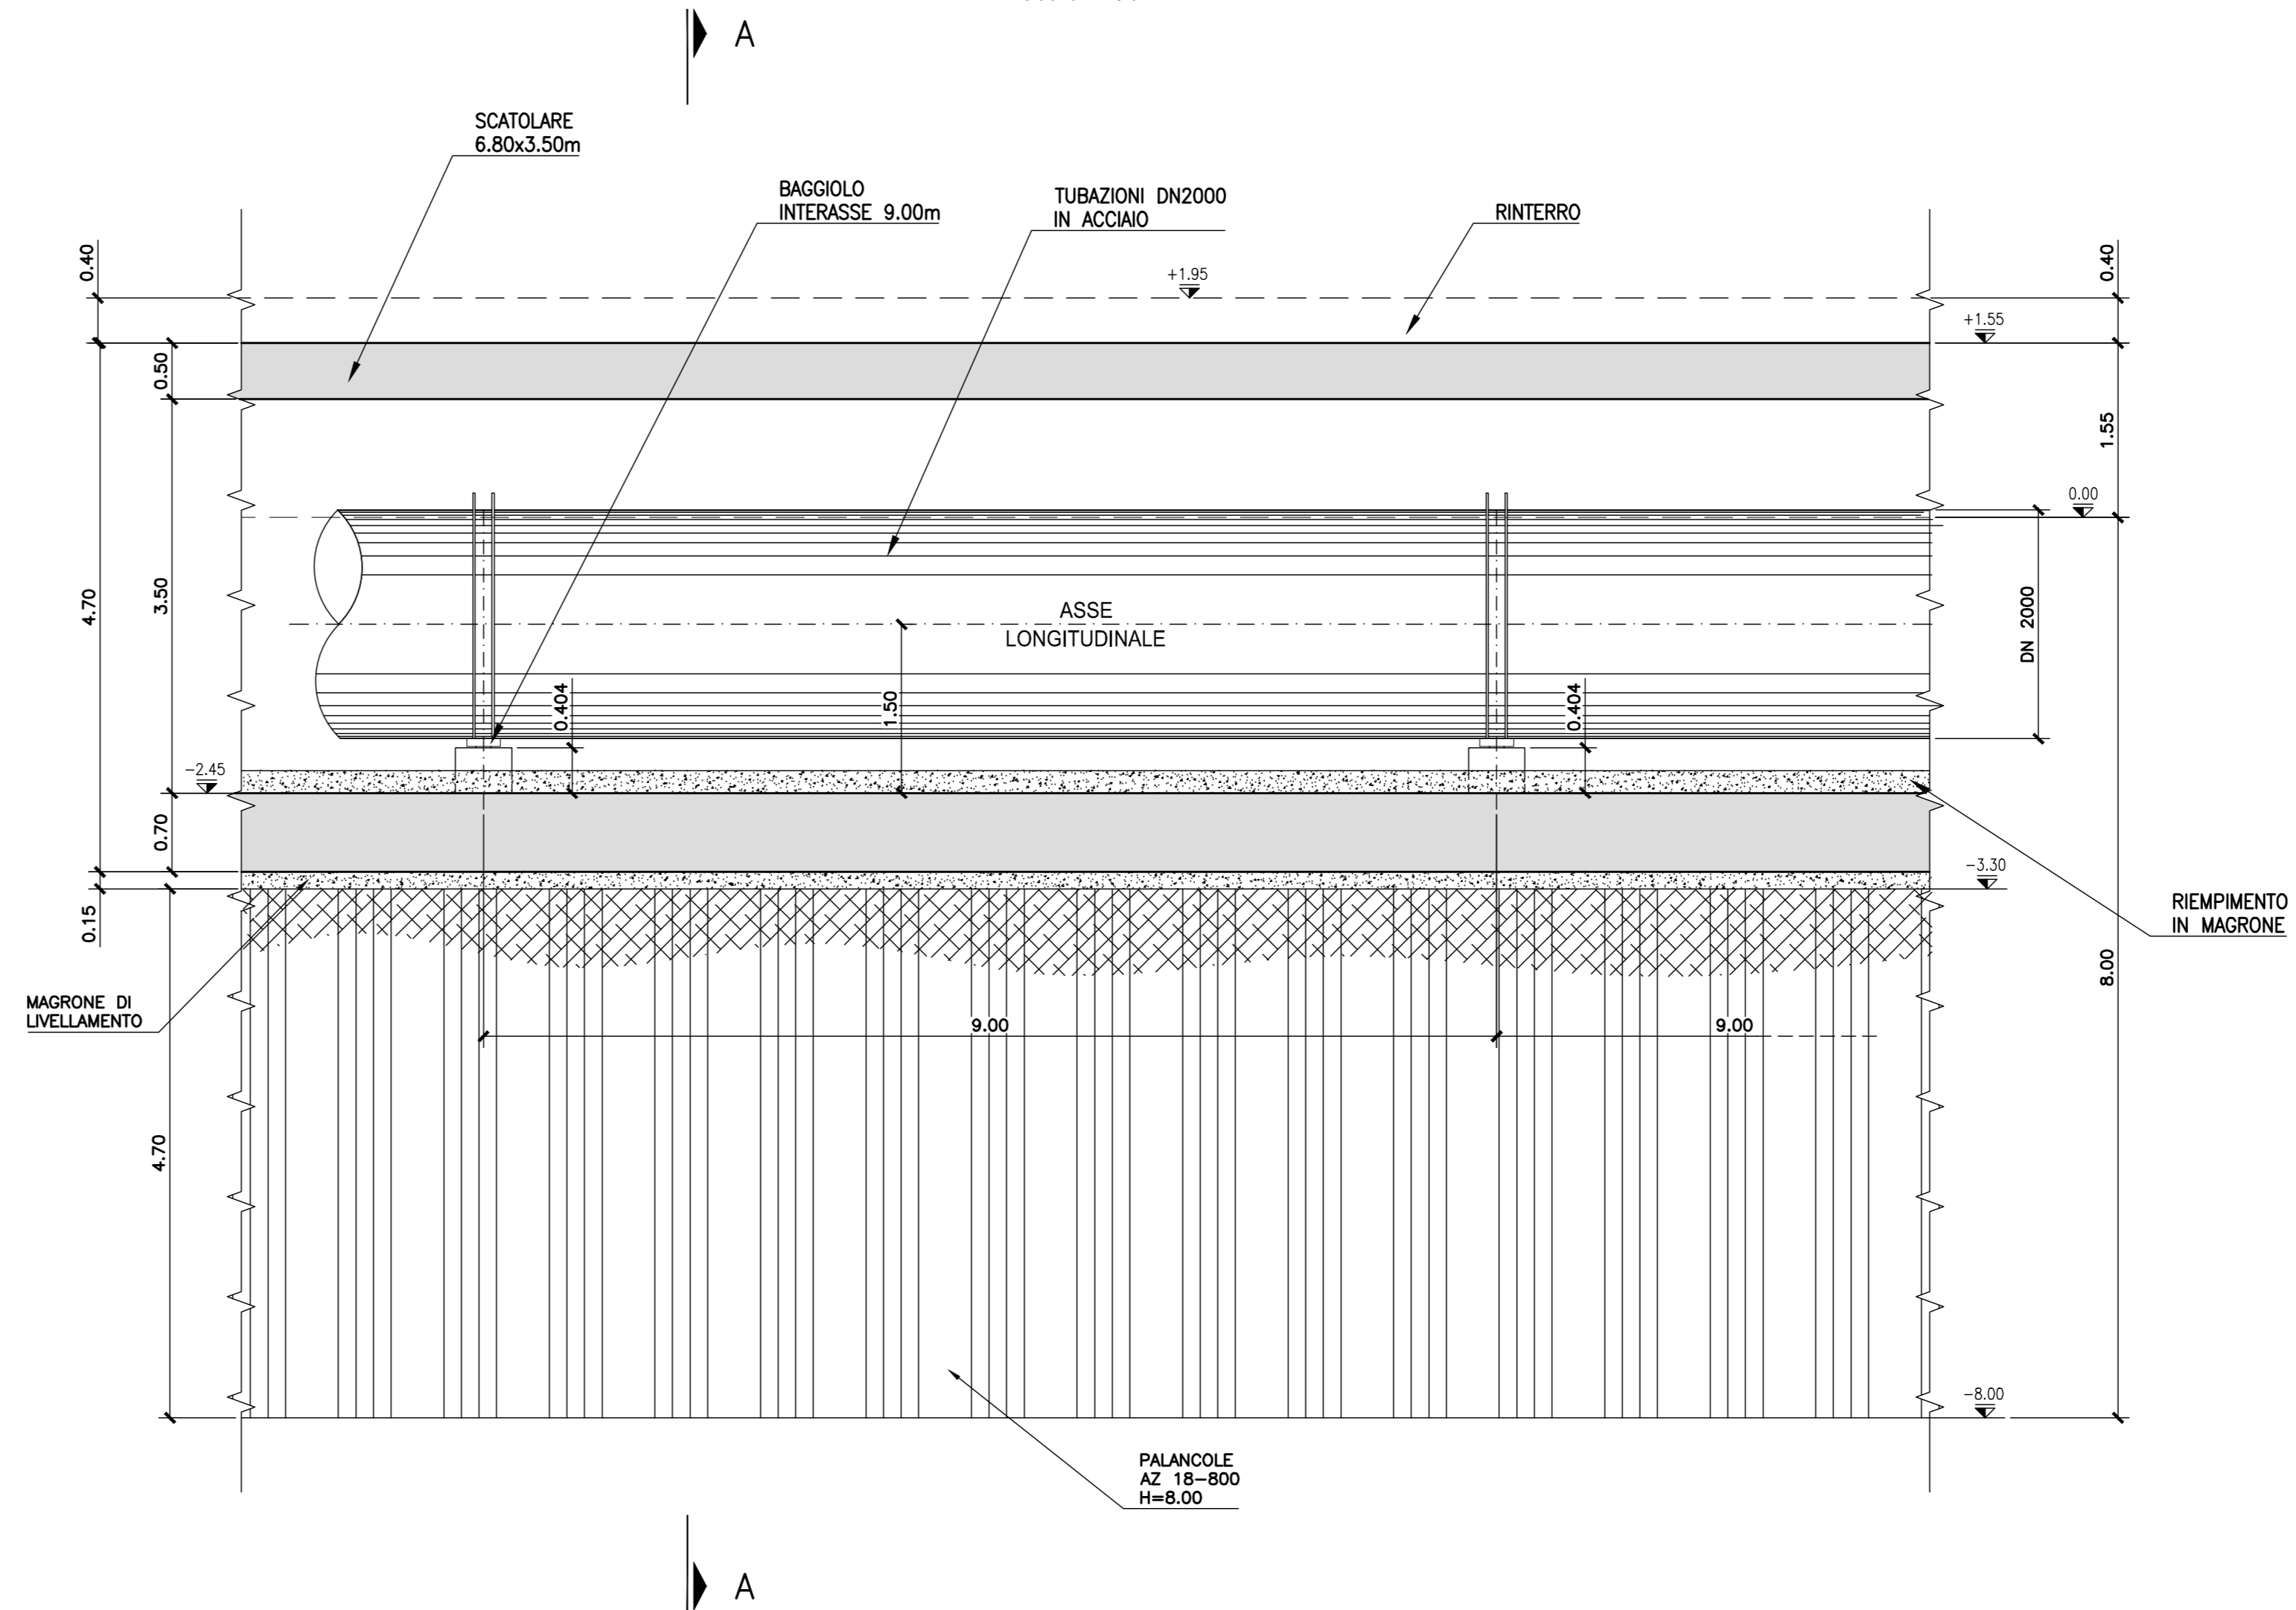 A
SCATOLARE
6.80x3.50m
BAGGIOLO
INTERASSE 9.00m
TUBAZIONI DN2000
IN ACCIAIO
RINTERRO
0.40
+1.95
0.40
+1.55
0.50
1.55
0.00
4.70
3.50
ASSE
LONGITUDINALE
DN 2000
0.404
1.50
0.404
-2.45
0.70
-3.30
0.15
RIEMPIMENTO
IN MAGRONE
8.00
MAGRONE DI
LIVELLAMENTO
9.00
9.00
4.70
-8.00
PALANCOLE
AZ 18-800
H=8.00
A